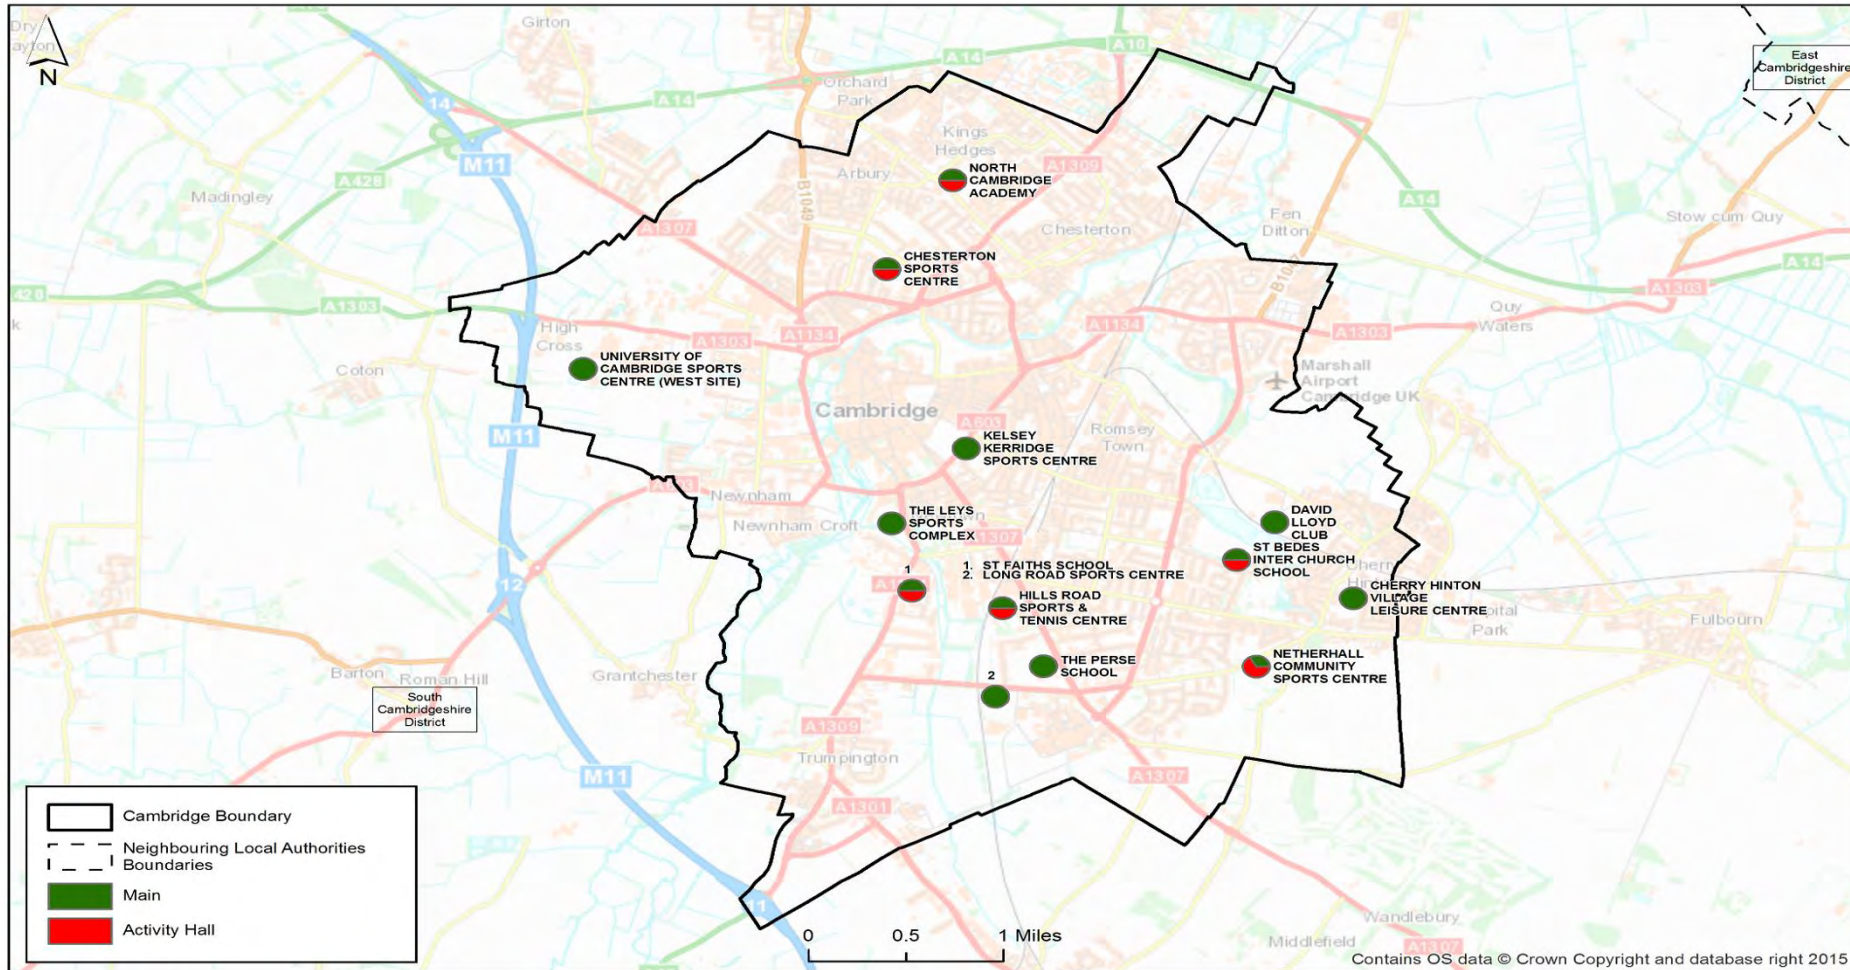 Dry
ayton
Girton
N
A14
A10
East
Cambridgeshire
District
14
Orchard
Park
A14
M11
Kings
Hedges
A1309
A428
Arbury
NORTH
CAMBRIDGE
ACADEMY
Madingley
B1049
A14
Stow cum Quy
A1307
Chesterton
Fen
Ditton
CHESTERTON
SPORTS
CENTRE
A14
A1303
428
A1303
Quy
Waters
High
Cross
A1303
A1134
A1134
A1303
Coton
UNIVERSITY OF
CAMBRIDGE SPORTS
CENTRE (WEST SITE)
Marshall
Airport
Cambridge UK
Cambridge
A603
Romsey
Town
M11
KELSEY
KERRIDGE
SPORTS CENTRE
Newnham
Newnham Croft
THE LEYS
SPORTS
COMPLEX
A1307
DAVID
LLOYD
CLUB
ST BEDES
INTER CHURCH
SCHOOL
1
1. ST FAITHS SCHOOL
2. LONG ROAD SPORTS CENTRE
12
HILLS ROAD
SPORTS &
TENNIS CENTRE
CHERRY HINTON
VILLAGE
LEISURE CENTRE
Park
Fulbourn
Barton
Roman Hill
Grantchester
2
THE PERSE
SCHOOL
NETHERHALL
COMMUNITY
SPORTS CENTRE
South
Cambridgeshire
District
A1309
Trumpington
M11
A1307
A1301
Cambridge Boundary
Neighbouring Local Authorities
Boundaries
Main
Activity Hall
11
0 0.5 1 Miles
Wandlebury
Middlefield
A1307
Contains OS data © Crown Copyright and database right 2015